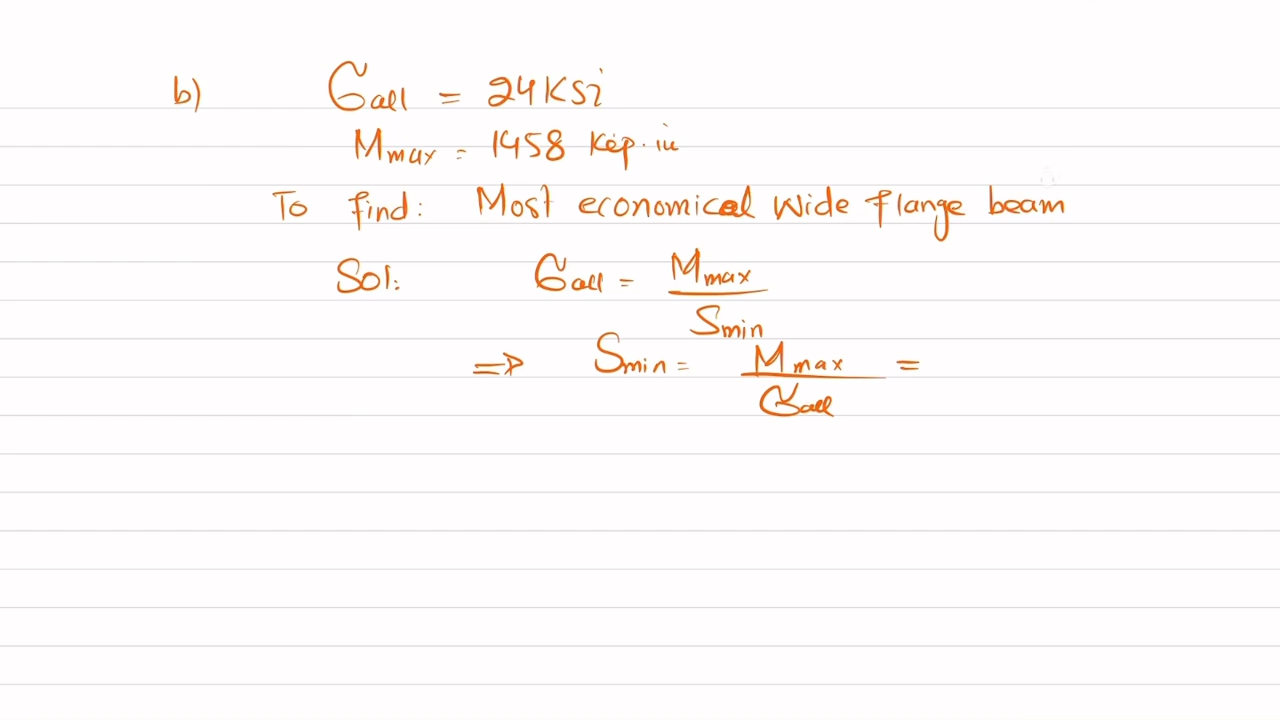 b) σall = 24 KSi
Mmax = 1458 Kip.in
To find: Most economical wide flange beam
Sol: σall = Mmax / Smin
⇒ Smin = Mmax / σall =